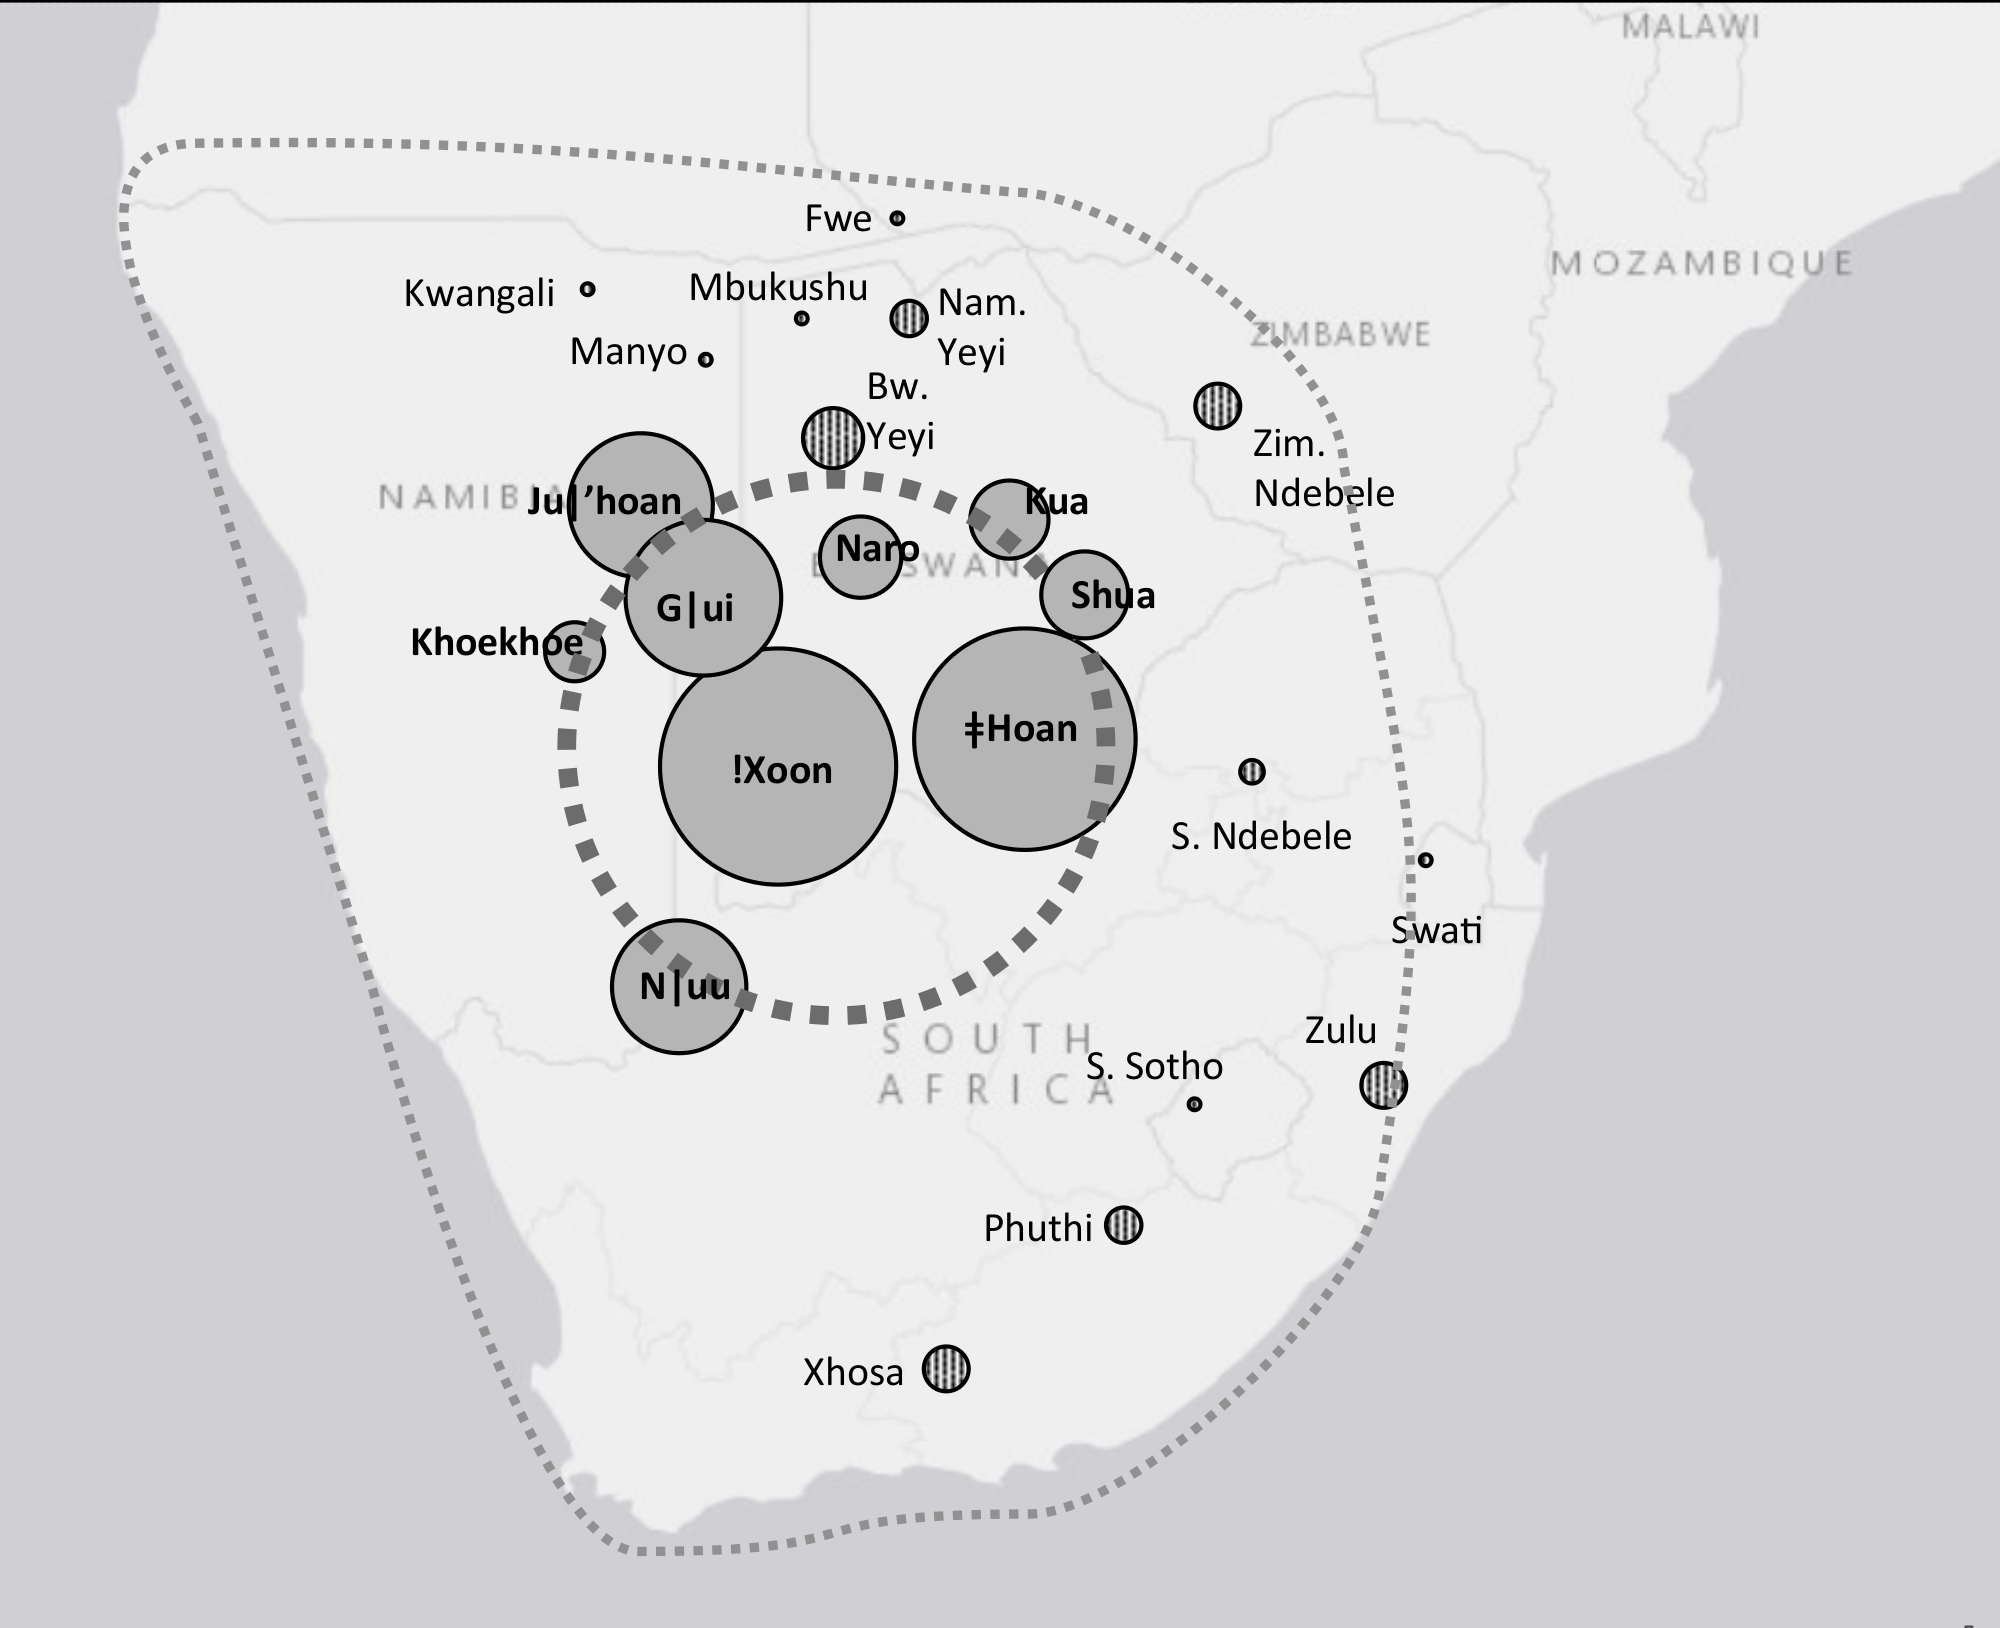 MALAWI
Fwe
MOZAMBIQUE
Kwangali
Mbukushu
Nam.
Yeyi
ZIMBABWE
Manyo
Bw.
Yeyi
Zim.
Ndebele
NAMIBIA
Ju|’hoan
Kua
Naro
BOTSWANA
Shua
G|ui
Khoekhoe
ǂHoan
!Xoon
S. Ndebele
Swati
N|uu
Zulu
SOUTH
AFRICA
S. Sotho
Phuthi
Xhosa